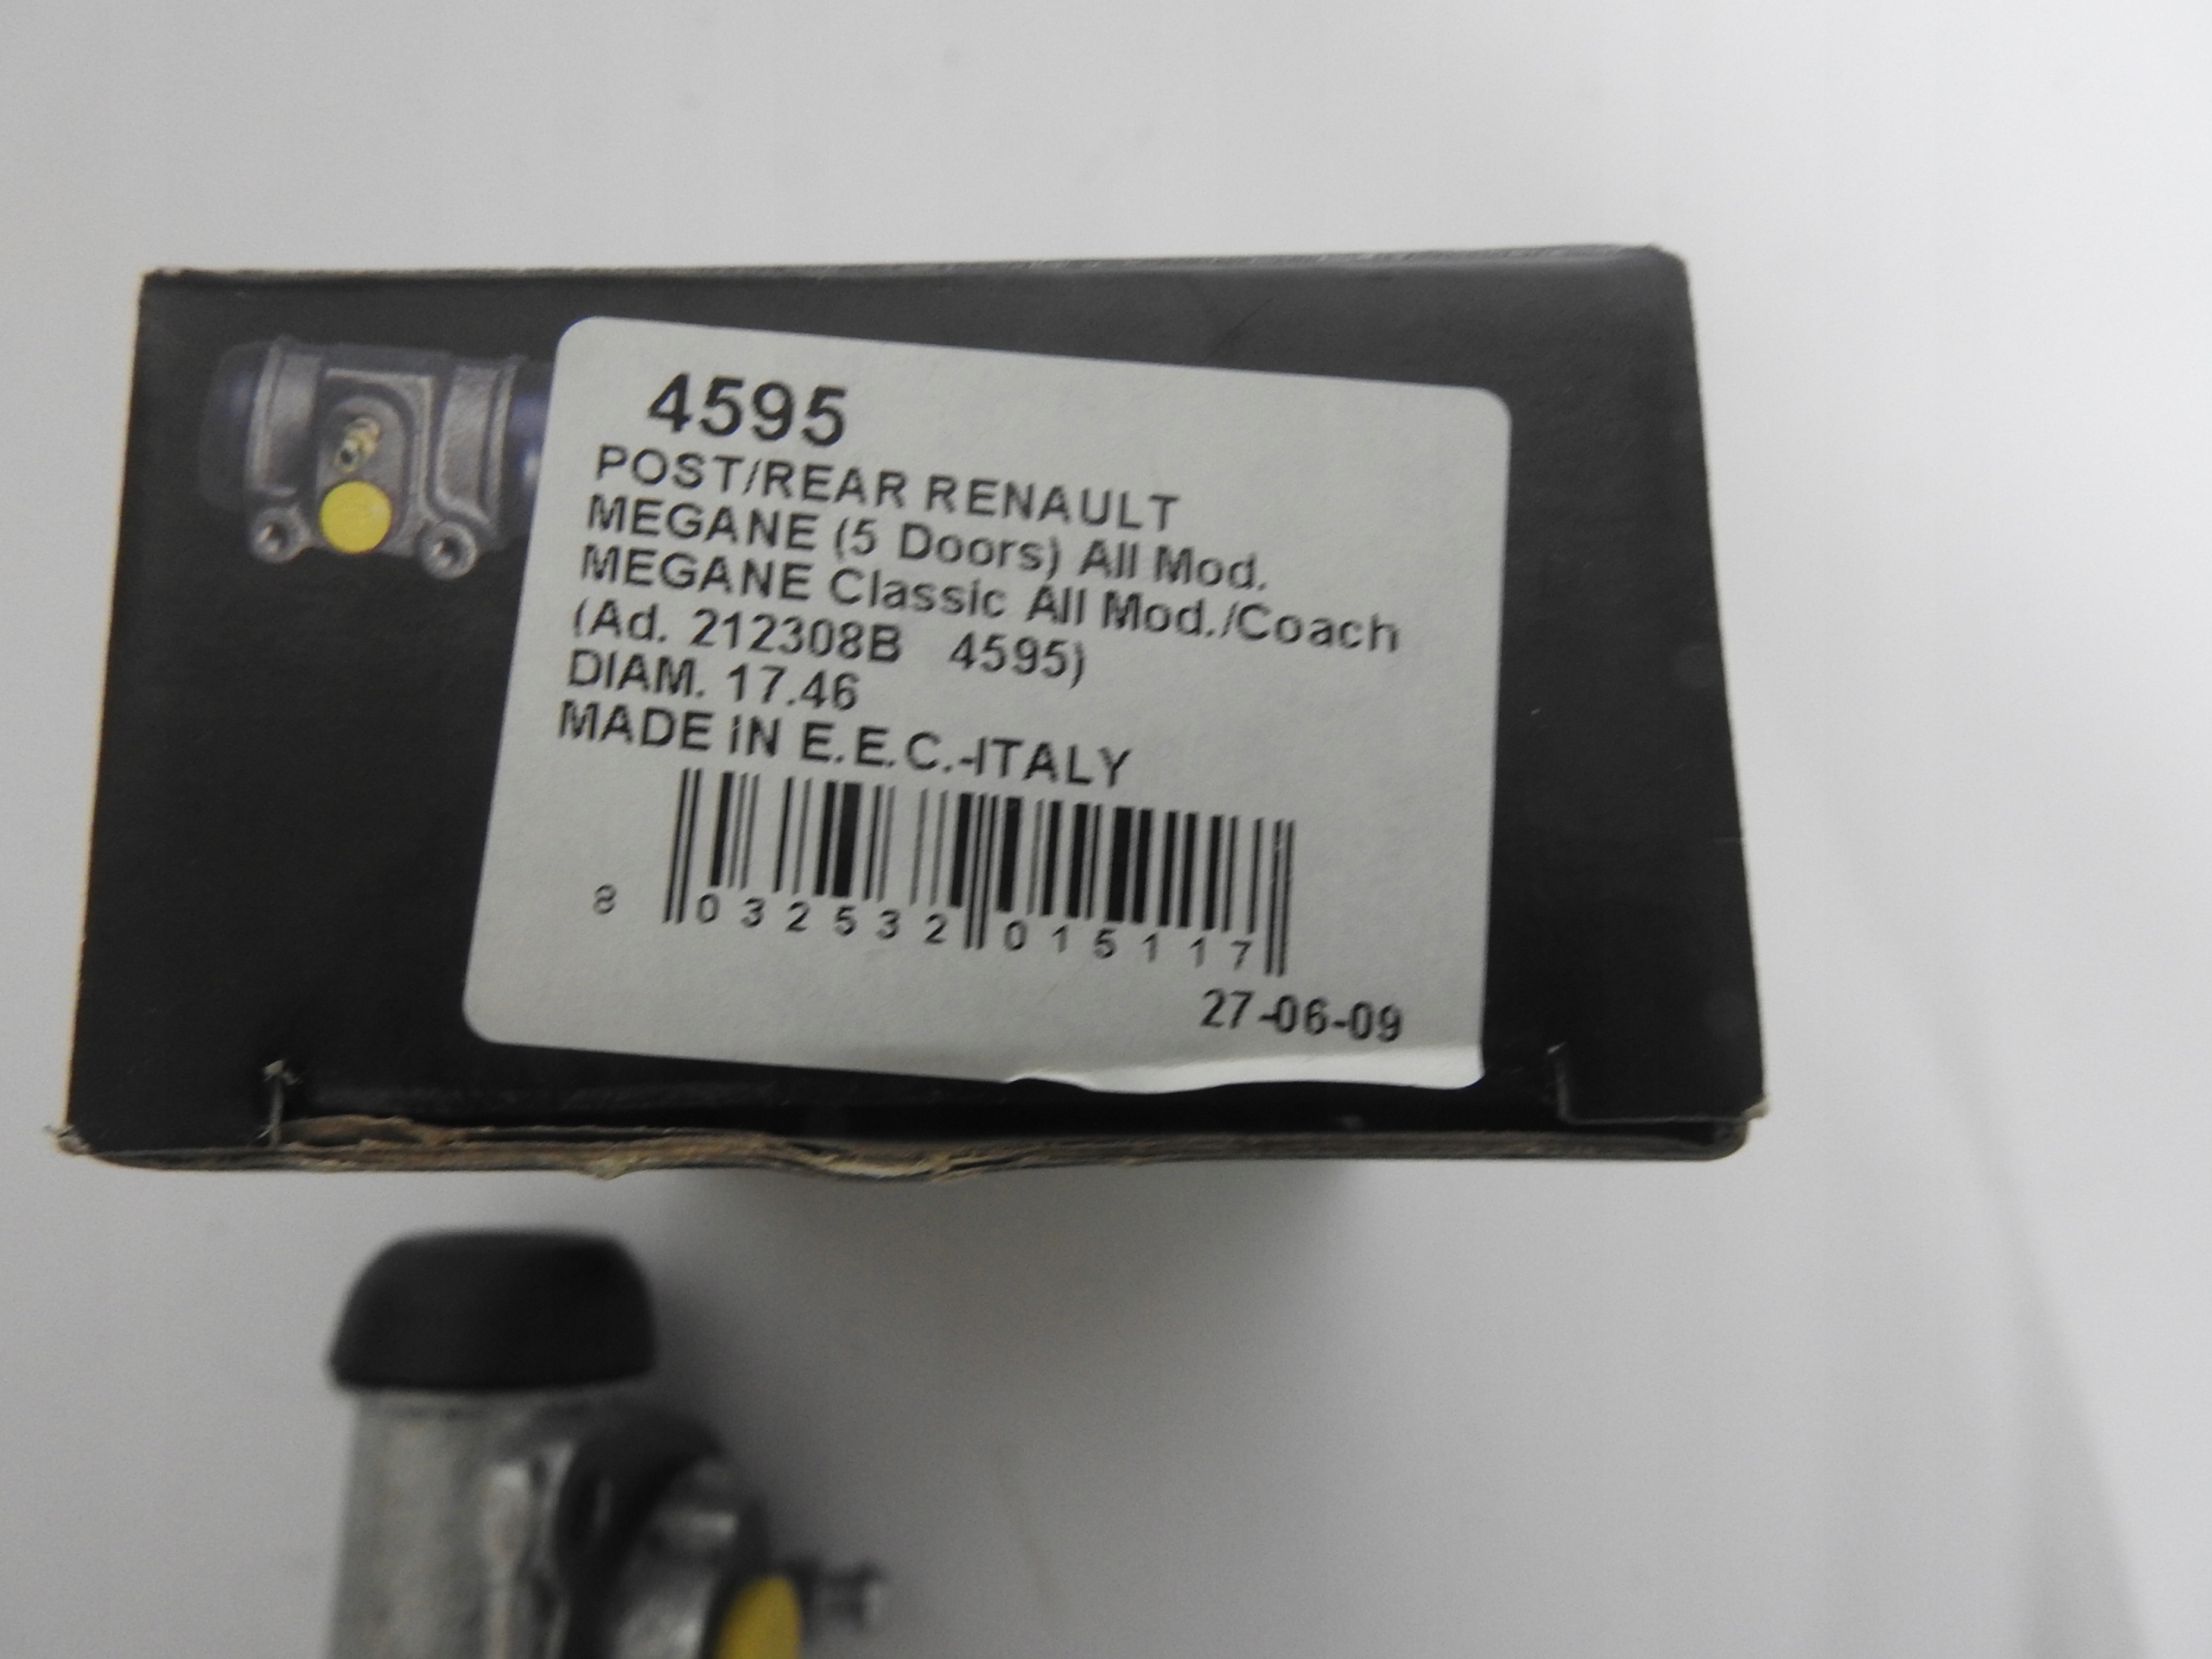 4595
POST/REAR RENAULT
MEGANE (5 Doors) All Mod.
MEGANE Classic All Mod./Coach
(Ad. 212308B 4595)
DIAM. 17.46
MADE IN E.E.C.-ITALY
8 032532 015117
27-06-09